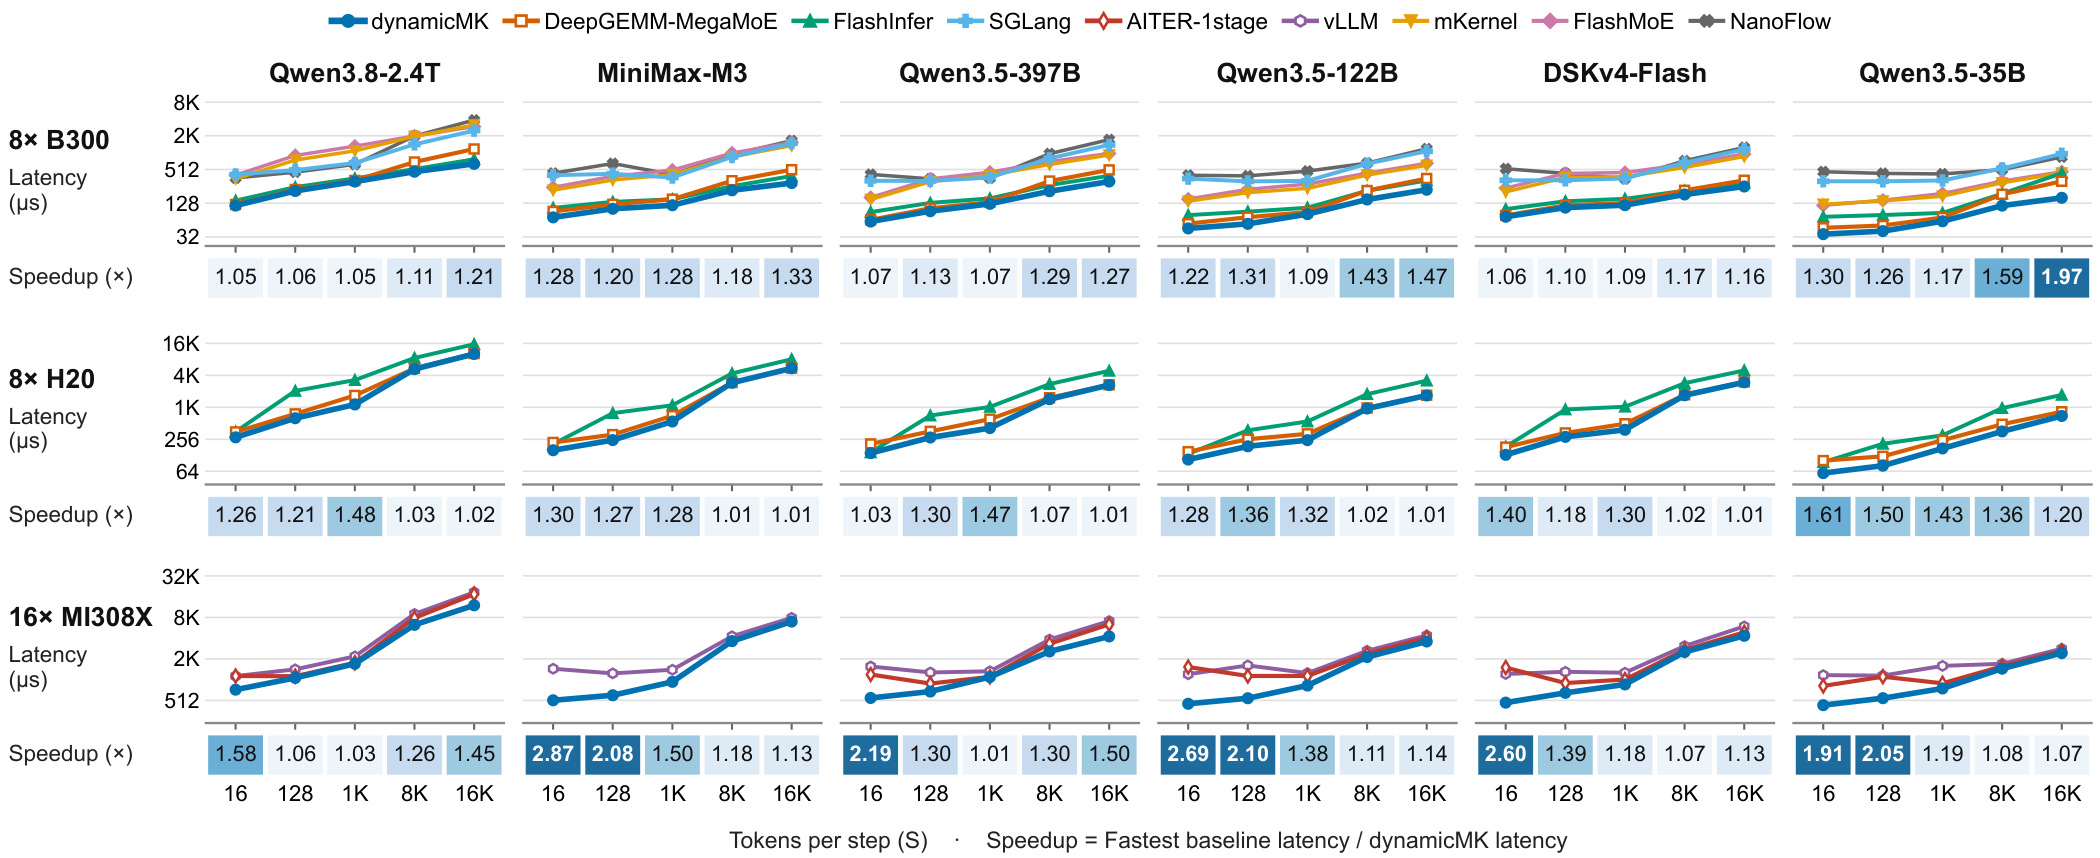 dynamicMK DeepGEMM-MegaMoE FlashInfer SGLang AITER-1stage vLLM mKernel FlashMoE NanoFlow
Qwen3.8-2.4T MiniMax-M3 Qwen3.5-397B Qwen3.5-122B DSKv4-Flash Qwen3.5-35B
8× B300
Latency
(μs)
8K
2K
512
128
32
Speedup (×) 1.05 1.06 1.05 1.11 1.21 1.28 1.20 1.28 1.18 1.33 1.07 1.13 1.07 1.29 1.27 1.22 1.31 1.09 1.43 1.47 1.06 1.10 1.09 1.17 1.16 1.30 1.26 1.17 1.59 1.97
8× H20
Latency
(μs)
16K
4K
1K
256
64
Speedup (×) 1.26 1.21 1.48 1.03 1.02 1.30 1.27 1.28 1.01 1.01 1.03 1.30 1.47 1.07 1.01 1.28 1.36 1.32 1.02 1.01 1.40 1.18 1.30 1.02 1.01 1.61 1.50 1.43 1.36 1.20
16× MI308X
Latency
(μs)
32K
8K
2K
512
Speedup (×) 1.58 1.06 1.03 1.26 1.45 2.87 2.08 1.50 1.18 1.13 2.19 1.30 1.01 1.30 1.50 2.69 2.10 1.38 1.11 1.14 2.60 1.39 1.18 1.07 1.13 1.91 2.05 1.19 1.08 1.07
16 128 1K 8K 16K 16 128 1K 8K 16K 16 128 1K 8K 16K 16 128 1K 8K 16K 16 128 1K 8K 16K 16 128 1K 8K 16K
Tokens per step (S) · Speedup = Fastest baseline latency / dynamicMK latency